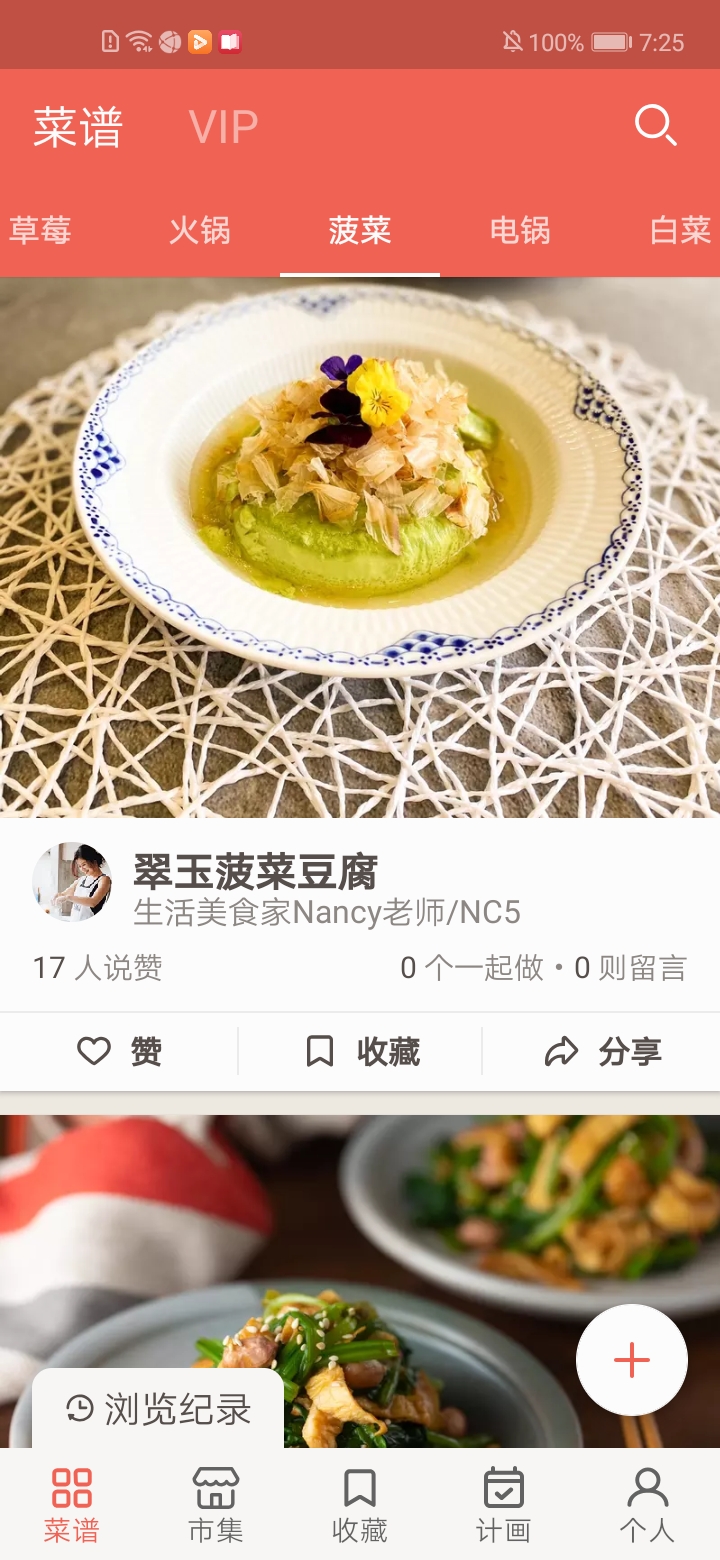 100% 7:25
菜谱 VIP
草莓 火锅 菠菜 电锅 白菜
翠玉菠菜豆腐
生活美食家Nancy老师/NC5
17 人说赞 0 个一起做・0 则留言
赞 收藏 分享
浏览纪录
菜谱 市集 收藏 计画 个人